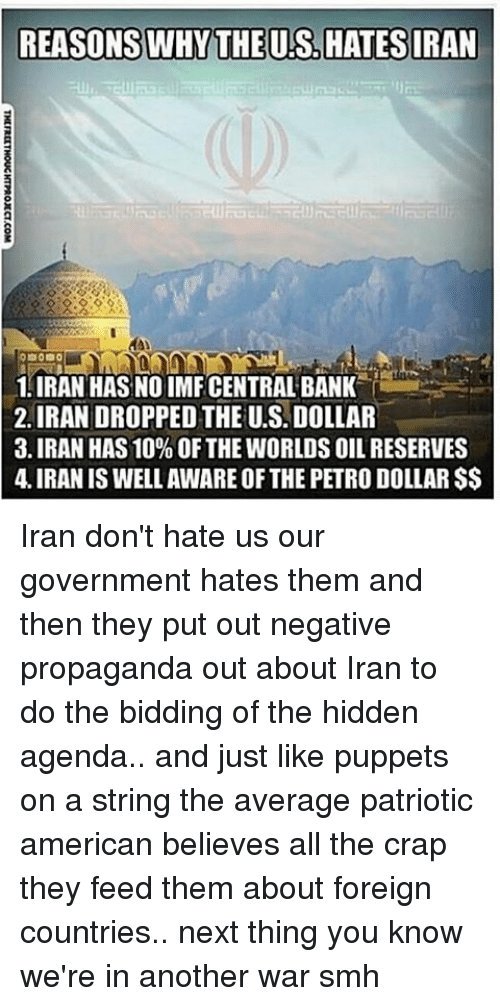 REASONS WHY THE U.S. HATES IRAN
THEFREETHOUGHTPROJECT.COM
1. IRAN HAS NO IMF CENTRAL BANK
2. IRAN DROPPED THE U.S. DOLLAR
3. IRAN HAS 10% OF THE WORLDS OIL RESERVES
4. IRAN IS WELL AWARE OF THE PETRO DOLLAR $$
Iran don't hate us our
government hates them and
then they put out negative
propaganda out about Iran to
do the bidding of the hidden
agenda.. and just like puppets
on a string the average patriotic
american believes all the crap
they feed them about foreign
countries.. next thing you know
we're in another war smh